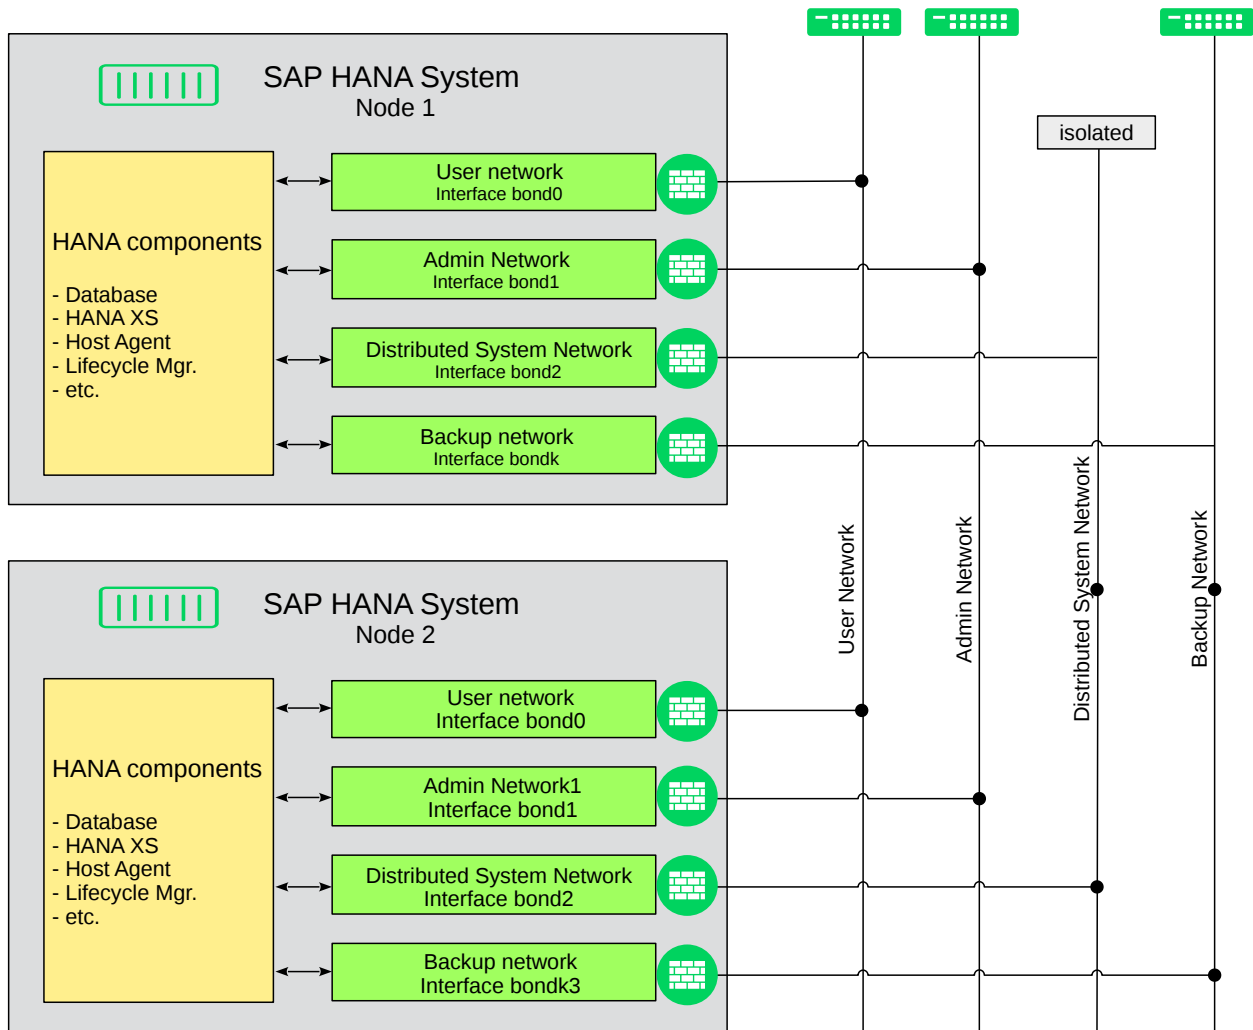 SAP HANA System
Node 1
isolated
HANA components
- Database
- HANA XS
- Host Agent
- Lifecycle Mgr.
- etc.
User network
Interface bond0
Admin Network
Interface bond1
Distributed System Network
Interface bond2
Backup network
Interface bondk
User Network
Admin Network
Distributed System Network
Backup Network
SAP HANA System
Node 2
HANA components
- Database
- HANA XS
- Host Agent
- Lifecycle Mgr.
- etc.
User network
Interface bond0
Admin Network1
Interface bond1
Distributed System Network
Interface bond2
Backup network
Interface bondk3